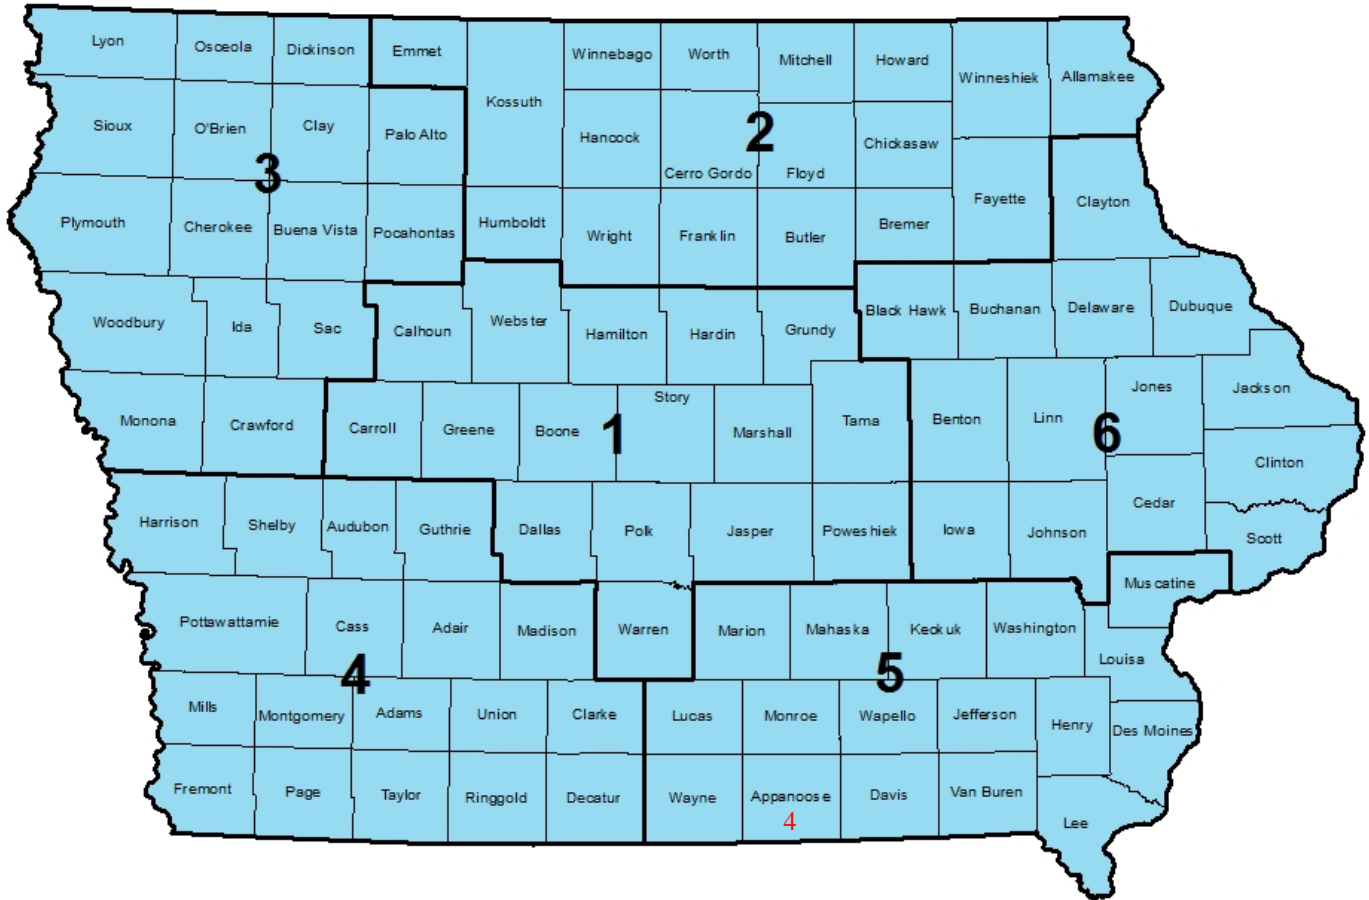 Lyon Osceola Dickinson Emmet Kossuth Winnebago Worth Mitchell Howard Winneshiek Allamakee
Sioux O'Brien Clay Palo Alto Hancock Cerro Gordo Floyd Chickasaw Fayette Clayton
3 2
Plymouth Cherokee Buena Vista Pocahontas Humboldt Wright Franklin Butler Bremer
Woodbury Ida Sac Calhoun Webster Hamilton Hardin Grundy Black Hawk Buchanan Delaware Dubuque
Monona Crawford Carroll Greene Boone Story Marshall Tama Benton Linn Jones Jackson
1 6
Clinton
Harrison Shelby Audubon Guthrie Dallas Polk Jasper Poweshiek Iowa Johnson Cedar Scott
Muscatine
Pottawattamie Cass Adair Madison Warren Marion Mahaska Keokuk Washington Louisa
4 5
Mills Montgomery Adams Union Clarke Lucas Monroe Wapello Jefferson Henry Des Moines
Fremont Page Taylor Ringgold Decatur Wayne Appanoose Davis Van Buren Lee
4